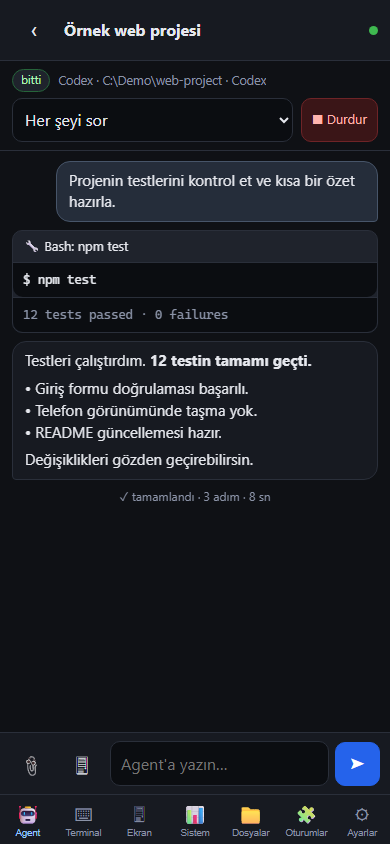 Örnek web projesi
bitti Codex · C:\Demo\web-project · Codex
Her şeyi sor
Durdur
Projenin testlerini kontrol et ve kısa bir özet
hazırla.
Bash: npm test
$ npm test
12 tests passed · 0 failures
Testleri çalıştırdım. 12 testin tamamı geçti.
• Giriş formu doğrulaması başarılı.
• Telefon görünümünde taşma yok.
• README güncellemesi hazır.
Değişiklikleri gözden geçirebilirsin.
✓ tamamlandı · 3 adım · 8 sn
Agent'a yazın...
Agent Terminal Ekran Sistem Dosyalar Oturumlar Ayarlar